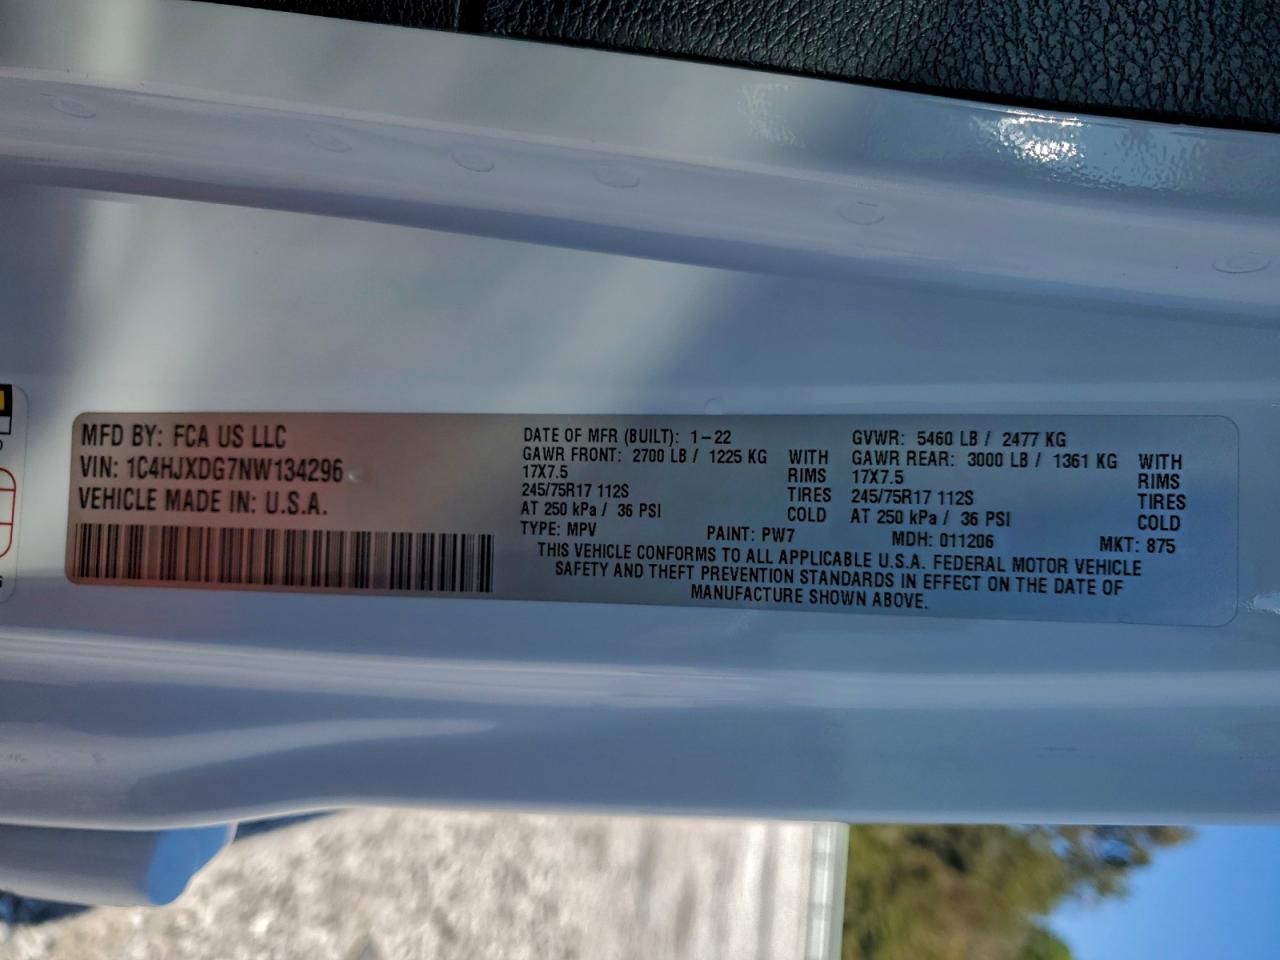 MFD BY: FCA US LLC
VIN: 1C4HJXDG7NW134296
VEHICLE MADE IN: U.S.A.
DATE OF MFR (BUILT): 1-22
GAWR FRONT: 2700 LB / 1225 KG WITH
17X7.5 RIMS
245/75R17 112S TIRES
AT 250 kPa / 36 PSI COLD
GVWR: 5460 LB / 2477 KG
GAWR REAR: 3000 LB / 1361 KG WITH
17X7.5 RIMS
245/75R17 112S TIRES
AT 250 kPa / 36 PSI COLD
TYPE: MPV PAINT: PW7 MDH: 011206 MKT: 875
THIS VEHICLE CONFORMS TO ALL APPLICABLE U.S.A. FEDERAL MOTOR VEHICLE
SAFETY AND THEFT PREVENTION STANDARDS IN EFFECT ON THE DATE OF
MANUFACTURE SHOWN ABOVE.